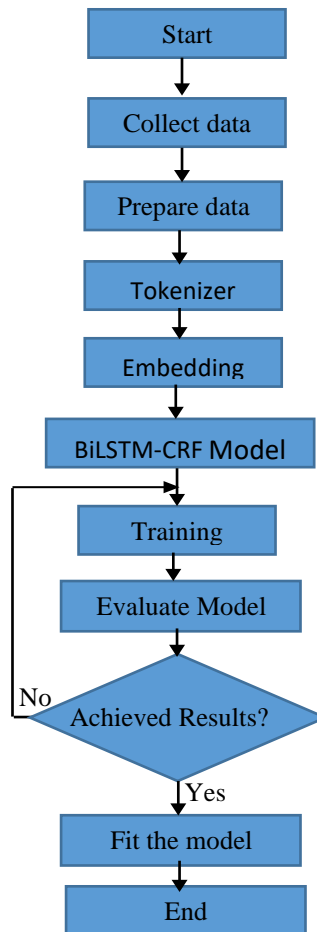 Start
Collect data
Prepare data
Tokenizer
Embedding
BiLSTM-CRF Model
Training
Evaluate Model
Achieved Results?
No
Yes
Fit the model
End